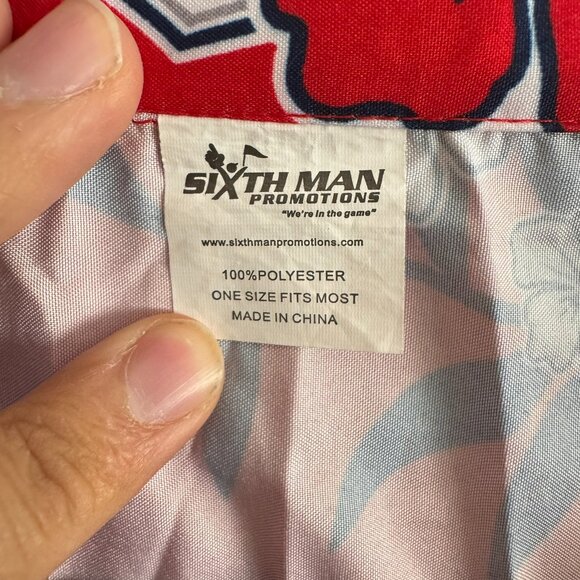 SIXTH MAN
PROMOTIONS
"We're in the game"
www.sixthmanpromotions.com
100%POLYESTER
ONE SIZE FITS MOST
MADE IN CHINA